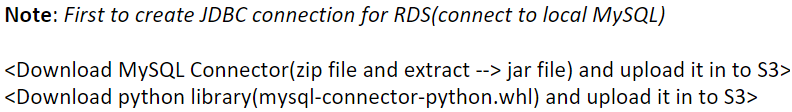 Note: First to create JDBC connection for RDS(connect to local MySQL)
<Download MySQL Connector(zip file and extract --> jar file) and upload it in to S3>
<Download python library(mysql-connector-python.whl) and upload it in to S3>